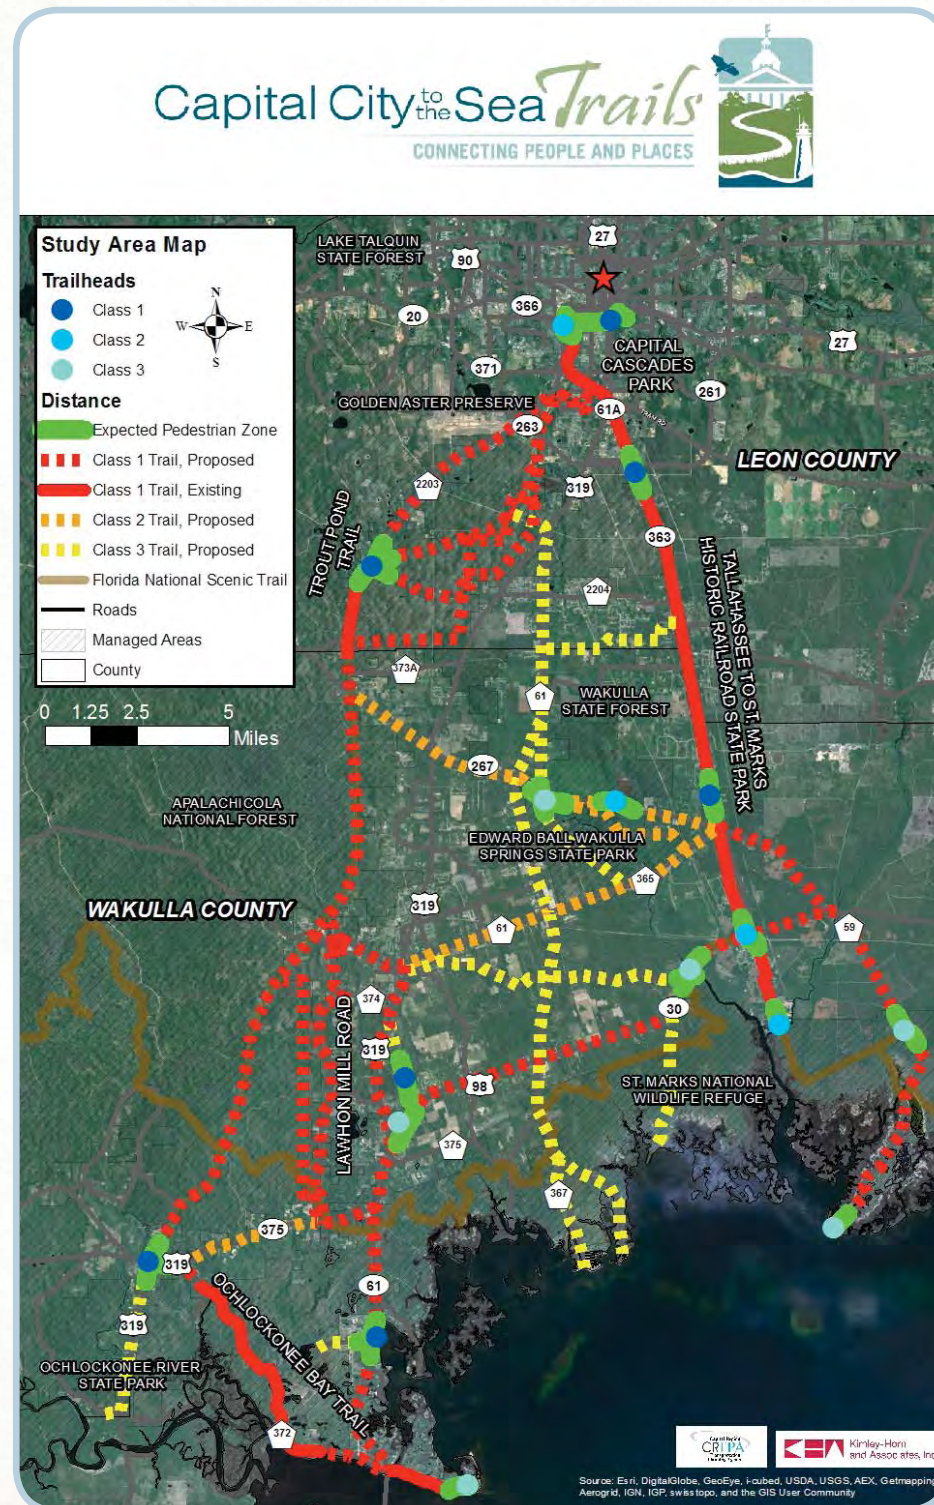 Capital City to the Sea Trails
CONNECTING PEOPLE AND PLACES
Study Area Map
Trailheads
Class 1
Class 2
Class 3
N
W
E
S
Distance
Expected Pedestrian Zone
Class 1 Trail, Proposed
Class 1 Trail, Existing
Class 2 Trail, Proposed
Class 3 Trail, Proposed
Florida National Scenic Trail
Roads
Managed Areas
County
0 1.25 2.5 5
Miles
LAKE TALQUIN
STATE FOREST
27
90
366
20
27
371
CAPITAL
CASCADES
PARK
261
GOLDEN ASTER PRESERVE
61A
263
LEON COUNTY
2203
319
TROUT POND
TRAIL
363
TALLAHASSEE TO ST. MARKS
HISTORIC RAILROAD STATE PARK
2204
373A
61
WAKULLA
STATE FOREST
267
APALACHICOLA
NATIONAL FOREST
EDWARD BALL WAKULLA
SPRINGS STATE PARK
365
319
WAKULLA COUNTY
61
59
374
LAWHON MILL ROAD
30
319
98
ST. MARKS NATIONAL
WILDLIFE REFUGE
375
367
375
319
61
OCHLOCKONEE BAY TRAIL
319
OCHLOCKONEE RIVER
STATE PARK
372
CRTPA
Kimley-Horn
and Associates, Inc
Source: Esri, DigitalGlobe, GeoEye, i-cubed, USDA, USGS, AEX, Getmapping
Aerogrid, IGN, IGP, swisstopo, and the GIS User Community